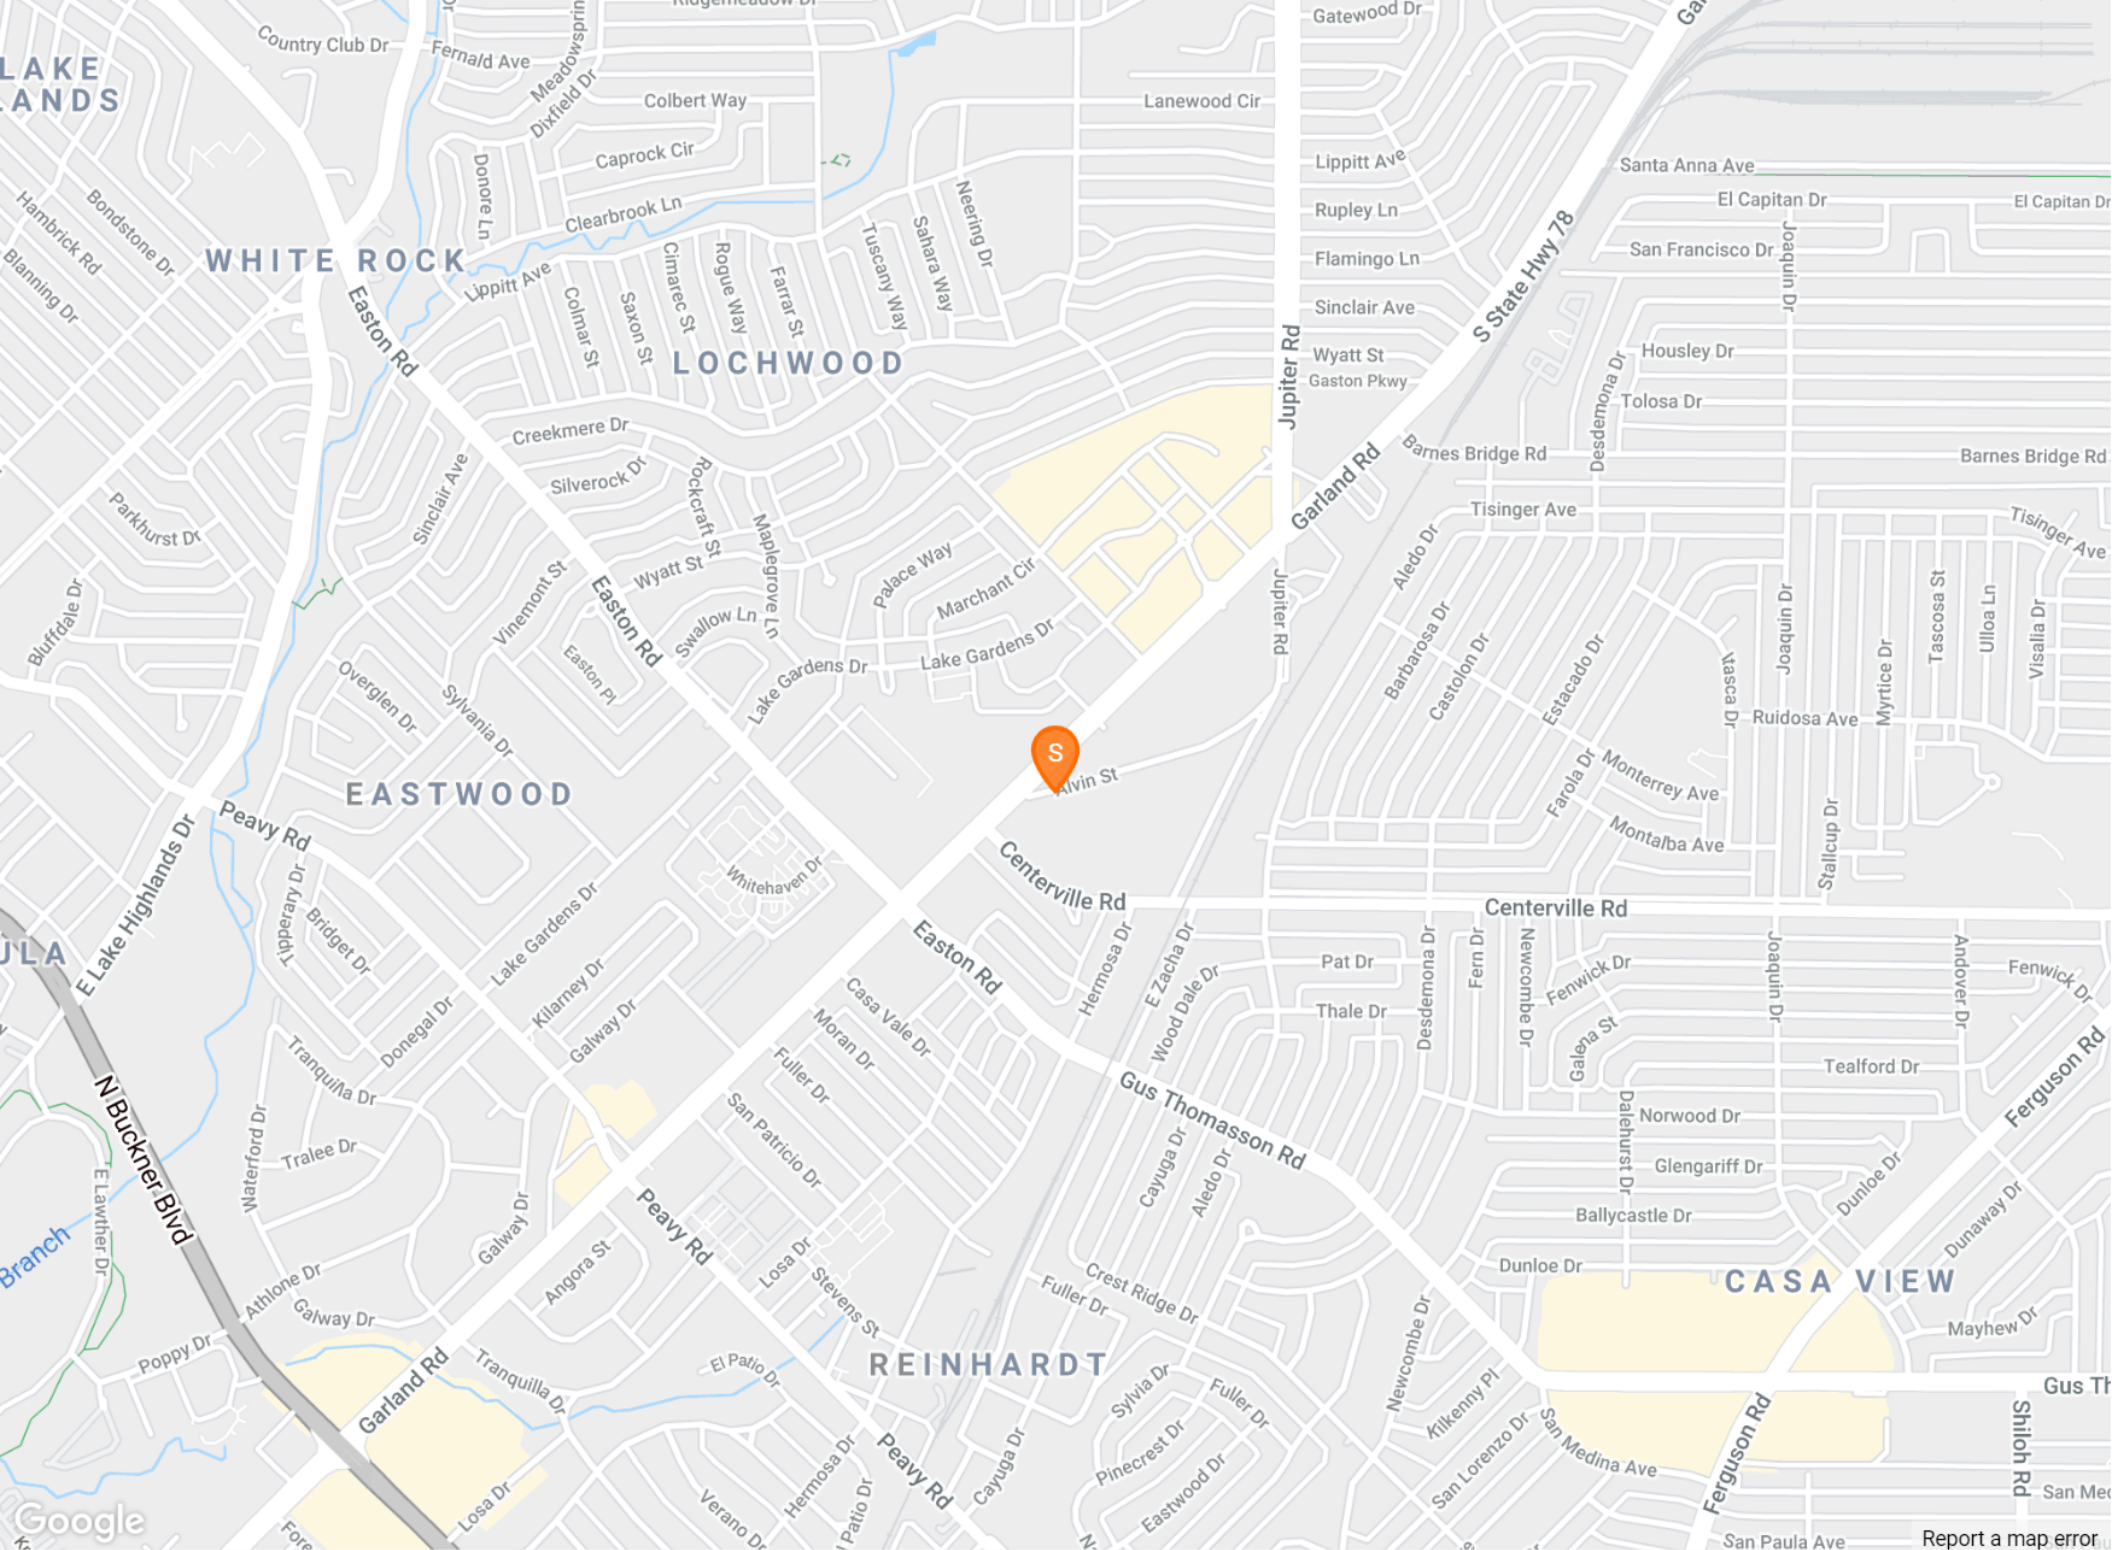 Ridgemeadow Dr
Gatewood Dr
Country Club Dr
Fernald Ave
Meadowsprin
Dixfield Dr
LAKE
LANDS
Colbert Way
Lanewood Cir
Caprock Cir
Lippitt Ave
Santa Anna Ave
Donore Ln
Bondstone Dr
Hambrick Rd
Clearbrook Ln
Neering Dr
Sahara Way
Tuscany Way
Rupley Ln
El Capitan Dr
El Capitan Dr
S State Hwy 78
San Francisco Dr
Joaquin Dr
WHITE ROCK
Blanning Dr
Lippitt Ave
Cimarec St
Rogue Way
Farrar St
Flamingo Ln
Colmar St
Saxon St
Sinclair Ave
Easton Rd
LOCHWOOD
Jupiter Rd
Wyatt St
Gaston Pkwy
Housley Dr
Desdemona Dr
Tolosa Dr
Creekmere Dr
Silverock Dr
Rockcraft St
Sinclair Ave
Garland Rd
Barnes Bridge Rd
Barnes Bridge Rd
Parkhurst Dr
Maplegrove Ln
Tisinger Ave
Tisinger Ave
Palace Way
Marchant Cir
Wyatt St
Vinemont St
Easton Rd
Swallow Ln
Bluffdale Dr
Jupiter Rd
Aledo Dr
Barbarosa Dr
Castolon Dr
Estacado Dr
Joaquin Dr
Tascosa St
Ulloa Ln
Visalia Dr
Myrtice Dr
Lake Gardens Dr
Lake Gardens Dr
Easton Pl
Overglen Dr
Sylvania Dr
Atasca Dr
Ruidosa Ave
S
Alvin St
Farola Dr
Monterrey Ave
EASTWOOD
Peavy Rd
Montalba Ave
Stallcup Dr
Whitehaven Dr
Centerville Rd
Centerville Rd
E Lake Highlands Dr
Tipperary Dr
Bridget Dr
Lake Gardens Dr
Easton Rd
Hermosa Dr
E Zacha Dr
Wood Dale Dr
Pat Dr
Thale Dr
Desdemona Dr
Fern Dr
Newcombe Dr
Fenwick Dr
Joaquin Dr
Andover Dr
Fenwick Dr
Kilarney Dr
Galway Dr
Donegal Dr
Casa Vale Dr
Moran Dr
Fuller Dr
Galena St
Tranquilla Dr
Tealford Dr
Ferguson Rd
N Buckner Blvd
Gus Thomasson Rd
San Patricio Dr
Norwood Dr
Dalehurst Dr
Waterford Dr
Tralee Dr
Cayuga Dr
Aledo Dr
Glengariff Dr
Dunloe Dr
Dunaway Dr
E Lawther Dr
Galway Dr
Peavy Rd
Ballycastle Dr
Branch
Angora St
Losa Dr
Stevens St
Crest Ridge Dr
Fuller Dr
Dunloe Dr
CASA VIEW
Athlone Dr
Galway Dr
Poppy Dr
Newcombe Dr
Mayhew Dr
Garland Rd
Tranquilla Dr
El Patio Dr
REINHARDT
Sylvia Dr
Fuller Dr
Kilkenny Pl
Gus Th
Shiloh Rd
Ferguson Rd
San Medina Ave
San Lorenzo Dr
Pinecrest Dr
Eastwood Dr
Hermosa Dr
Peavy Rd
Cayuga Dr
Verano Dr
Patio Dr
Losa Dr
Google
San Paula Ave
Report a map error